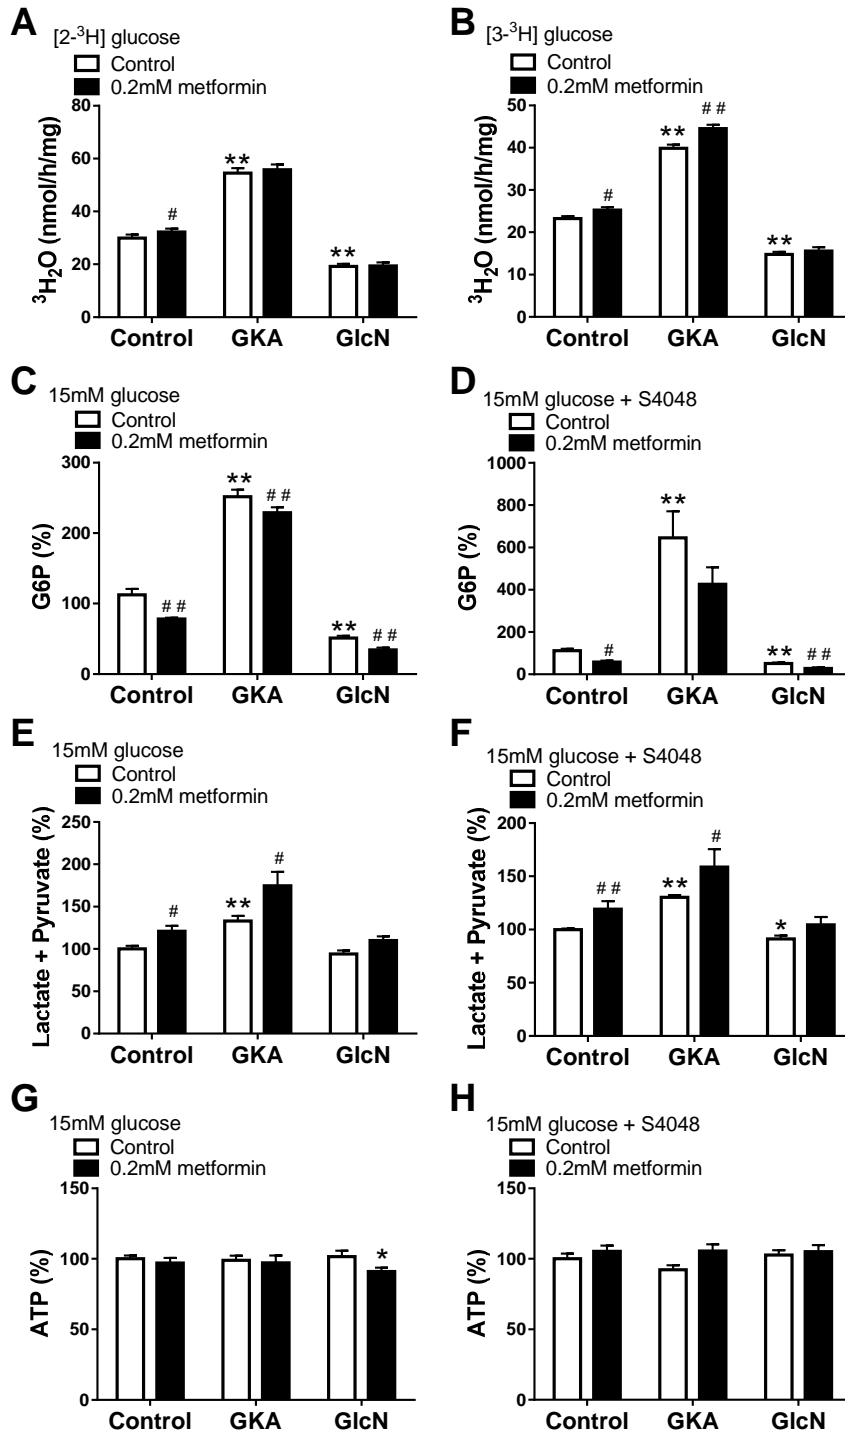 A
[2-³H] glucose
Control
0.2mM metformin
³H₂O (nmol/h/mg)
80
60
40
20
0
#
**
**
Control GKA GlcN
B
[3-³H] glucose
Control
0.2mM metformin
³H₂O (nmol/h/mg)
50
40
30
20
10
0
#
**
# #
**
Control GKA GlcN
C
15mM glucose
Control
0.2mM metformin
G6P (%)
300
200
100
0
# #
**
# #
**
# #
Control GKA GlcN
D
15mM glucose + S4048
Control
0.2mM metformin
G6P (%)
1000
800
600
400
200
0
#
**
**
# #
Control GKA GlcN
E
15mM glucose
Control
0.2mM metformin
Lactate + Pyruvate (%)
250
200
150
100
50
0
#
**
#
Control GKA GlcN
F
15mM glucose + S4048
Control
0.2mM metformin
Lactate + Pyruvate (%)
200
150
100
50
0
# #
**
#
*
Control GKA GlcN
G
15mM glucose
Control
0.2mM metformin
ATP (%)
150
100
50
0
*
Control GKA GlcN
H
15mM glucose + S4048
Control
0.2mM metformin
ATP (%)
150
100
50
0
Control GKA GlcN